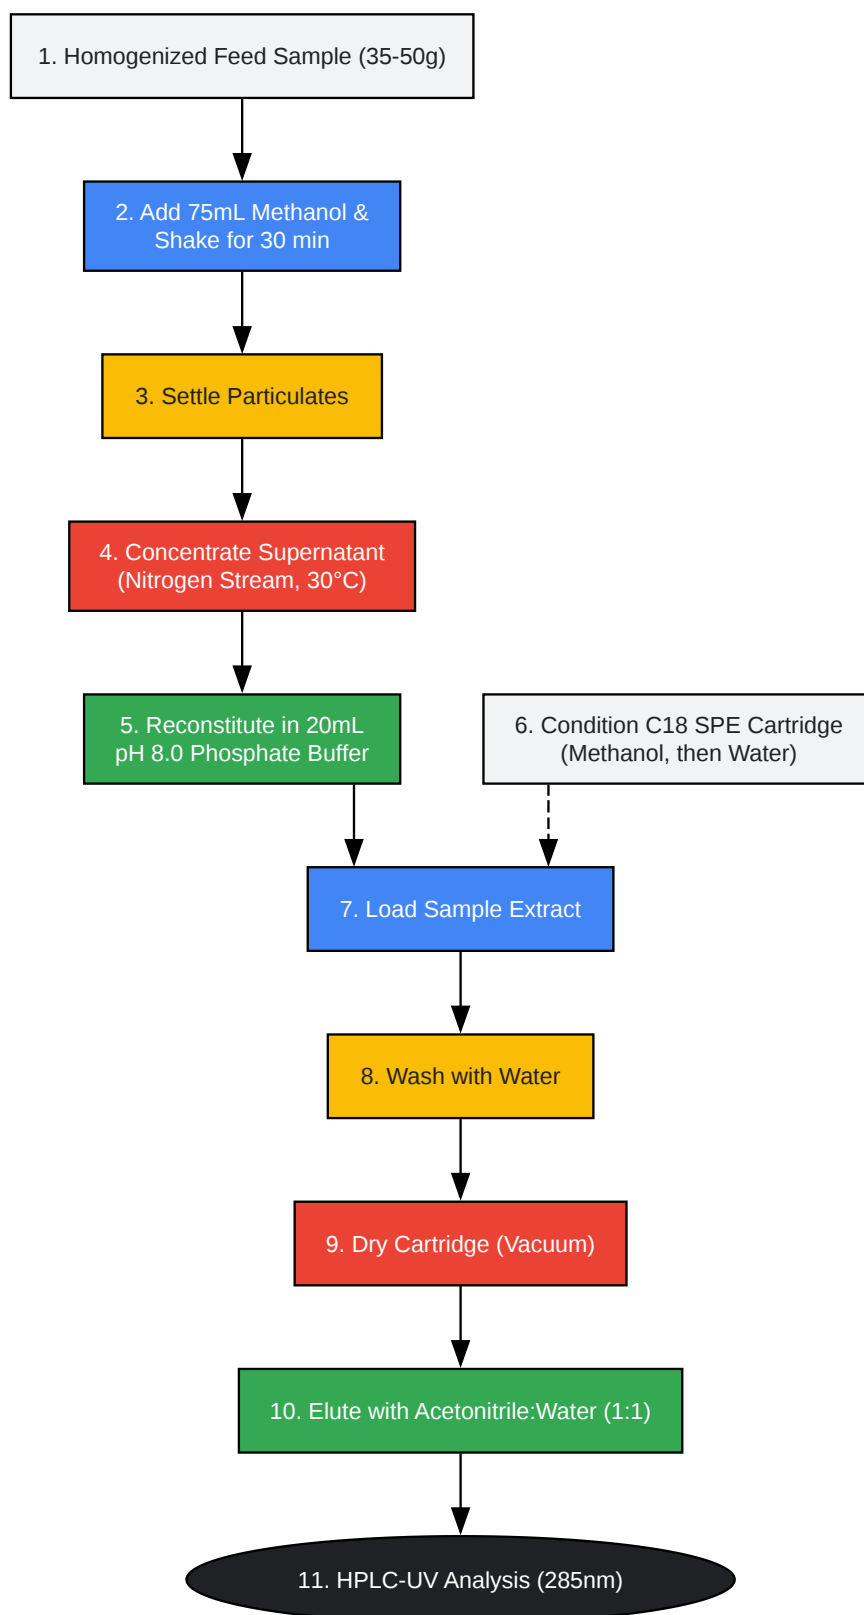 1. Homogenized Feed Sample (35-50g)
2. Add 75mL Methanol &
Shake for 30 min
3. Settle Particulates
4. Concentrate Supernatant
(Nitrogen Stream, 30°C)
5. Reconstitute in 20mL
pH 8.0 Phosphate Buffer
6. Condition C18 SPE Cartridge
(Methanol, then Water)
7. Load Sample Extract
8. Wash with Water
9. Dry Cartridge (Vacuum)
10. Elute with Acetonitrile:Water (1:1)
11. HPLC-UV Analysis (285nm)